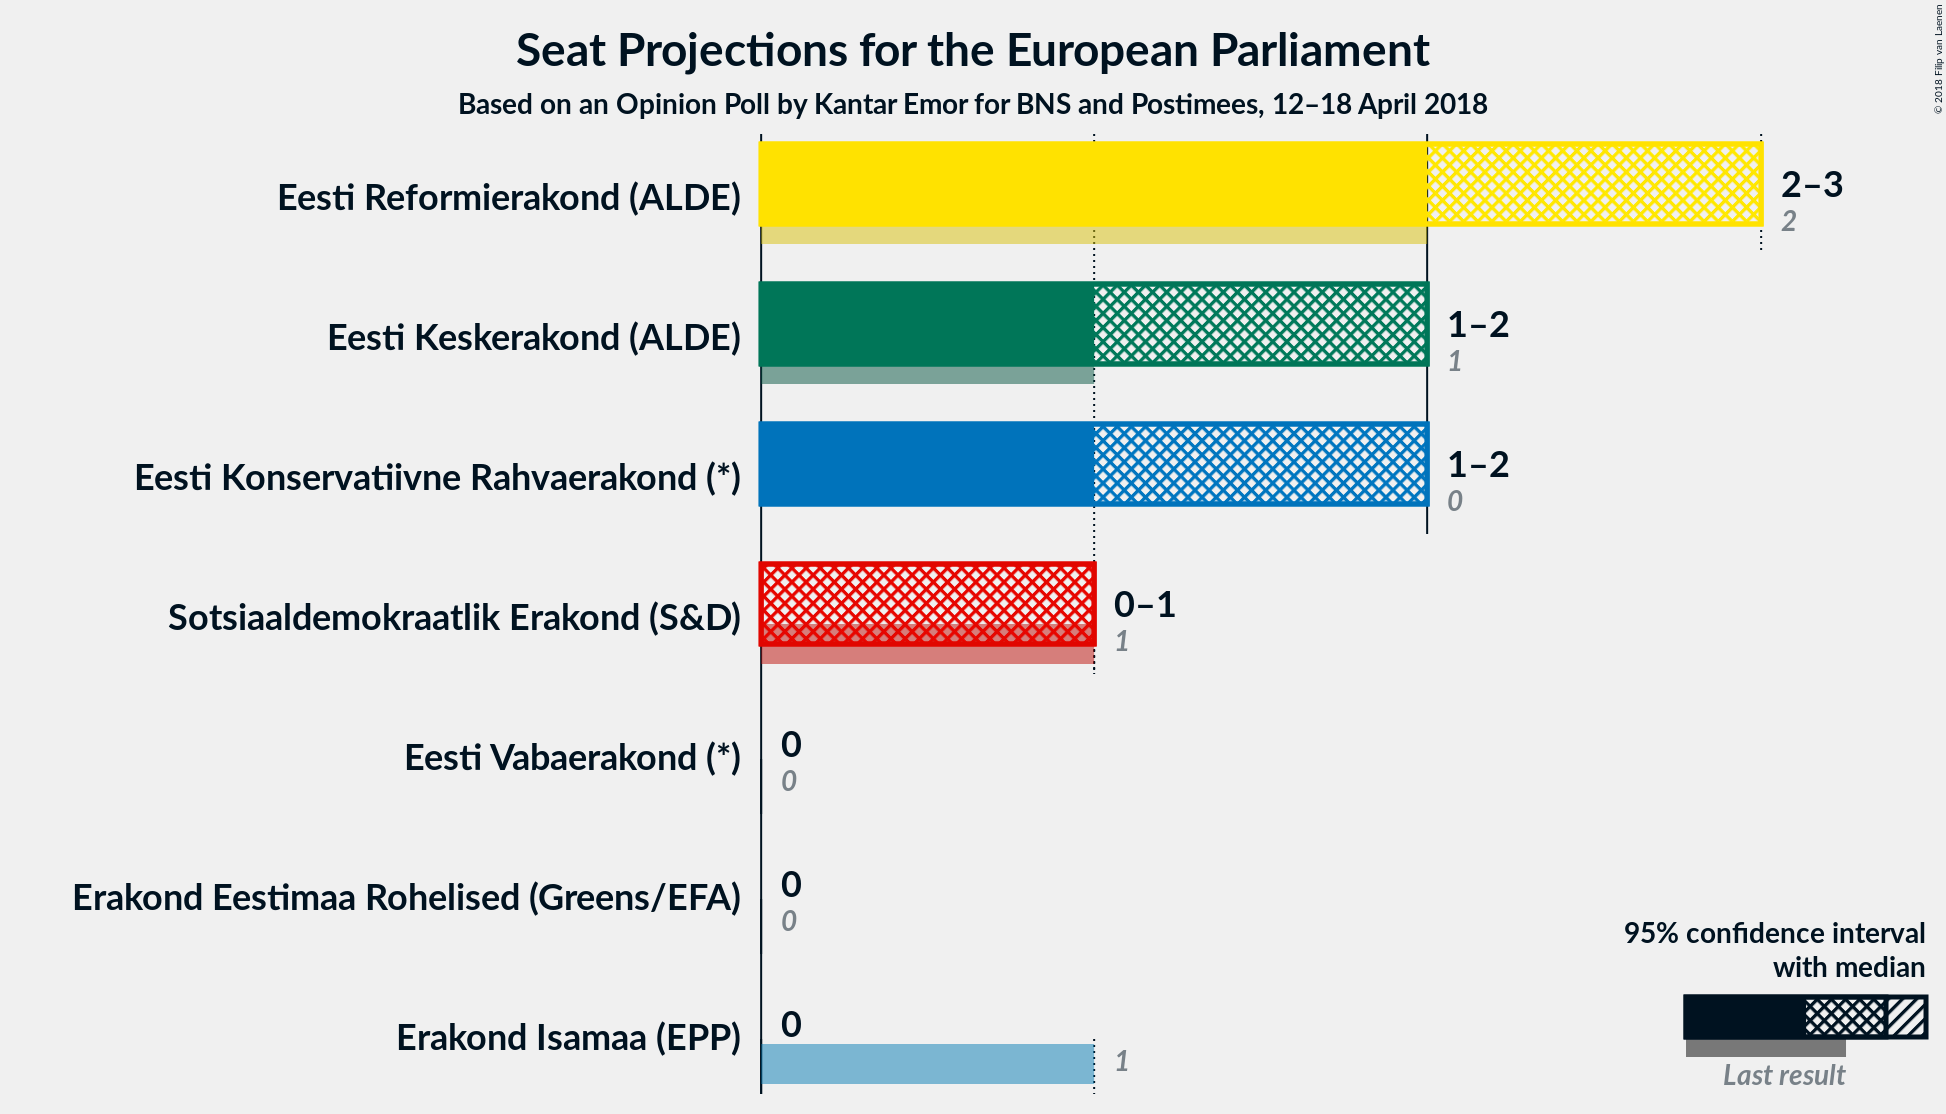 Seat Projections for the European Parliament
Based on an Opinion Poll by Kantar Emor for BNS and Postimees, 12–18 April 2018
© 2018 Filip van Laenen
Eesti Reformierakond (ALDE)
2–3
2
Eesti Keskerakond (ALDE)
1–2
1
Eesti Konservatiivne Rahvaerakond (*)
1–2
0
Sotsiaaldemokraatlik Erakond (S&D)
0–1
1
Eesti Vabaerakond (*)
0
0
Erakond Eestimaa Rohelised (Greens/EFA)
0
0
Erakond Isamaa (EPP)
0
1
95% confidence interval
with median
Last result